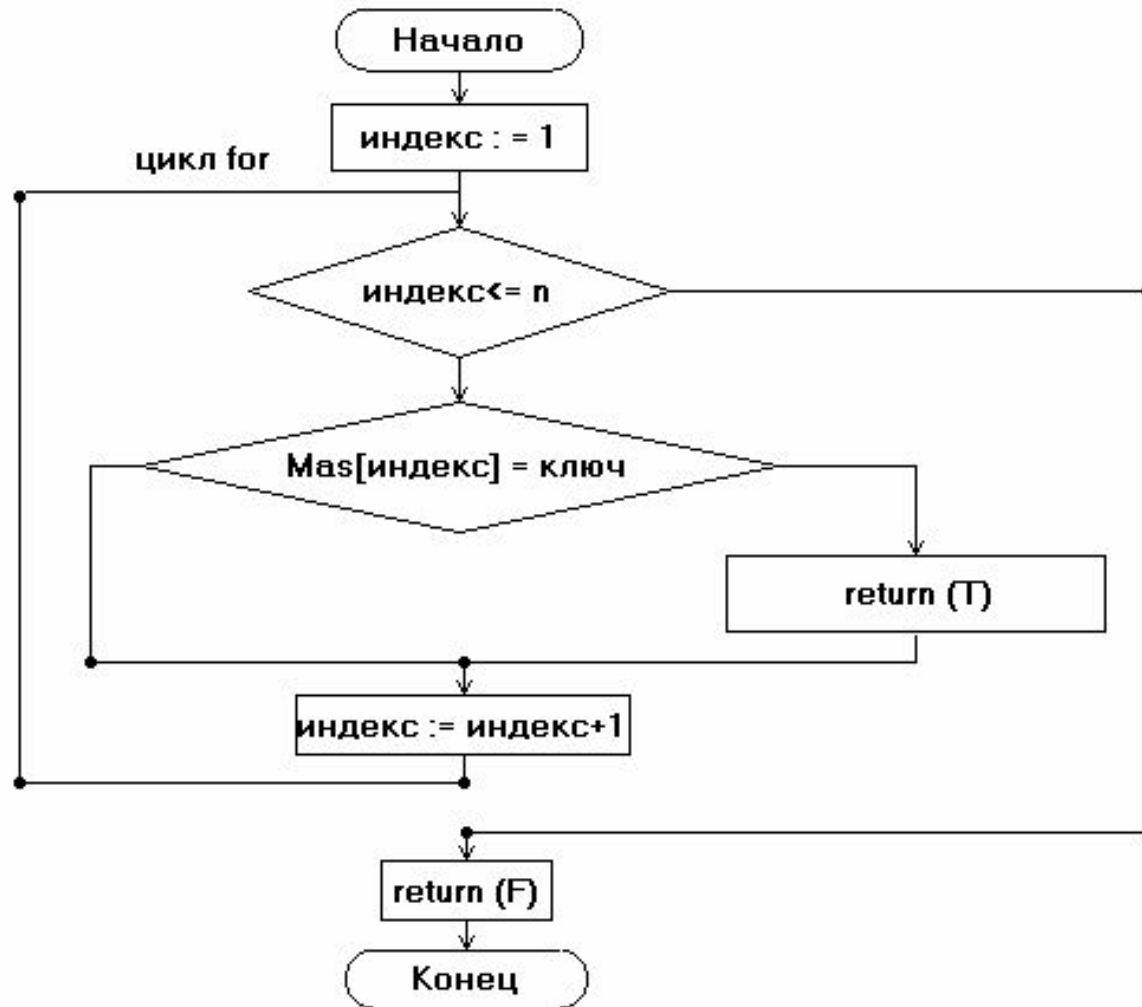 Начало
индекс : = 1
цикл for
индекс<= n
Mas[индекс] = ключ
return (T)
индекс := индекс+1
return (F)
Конец